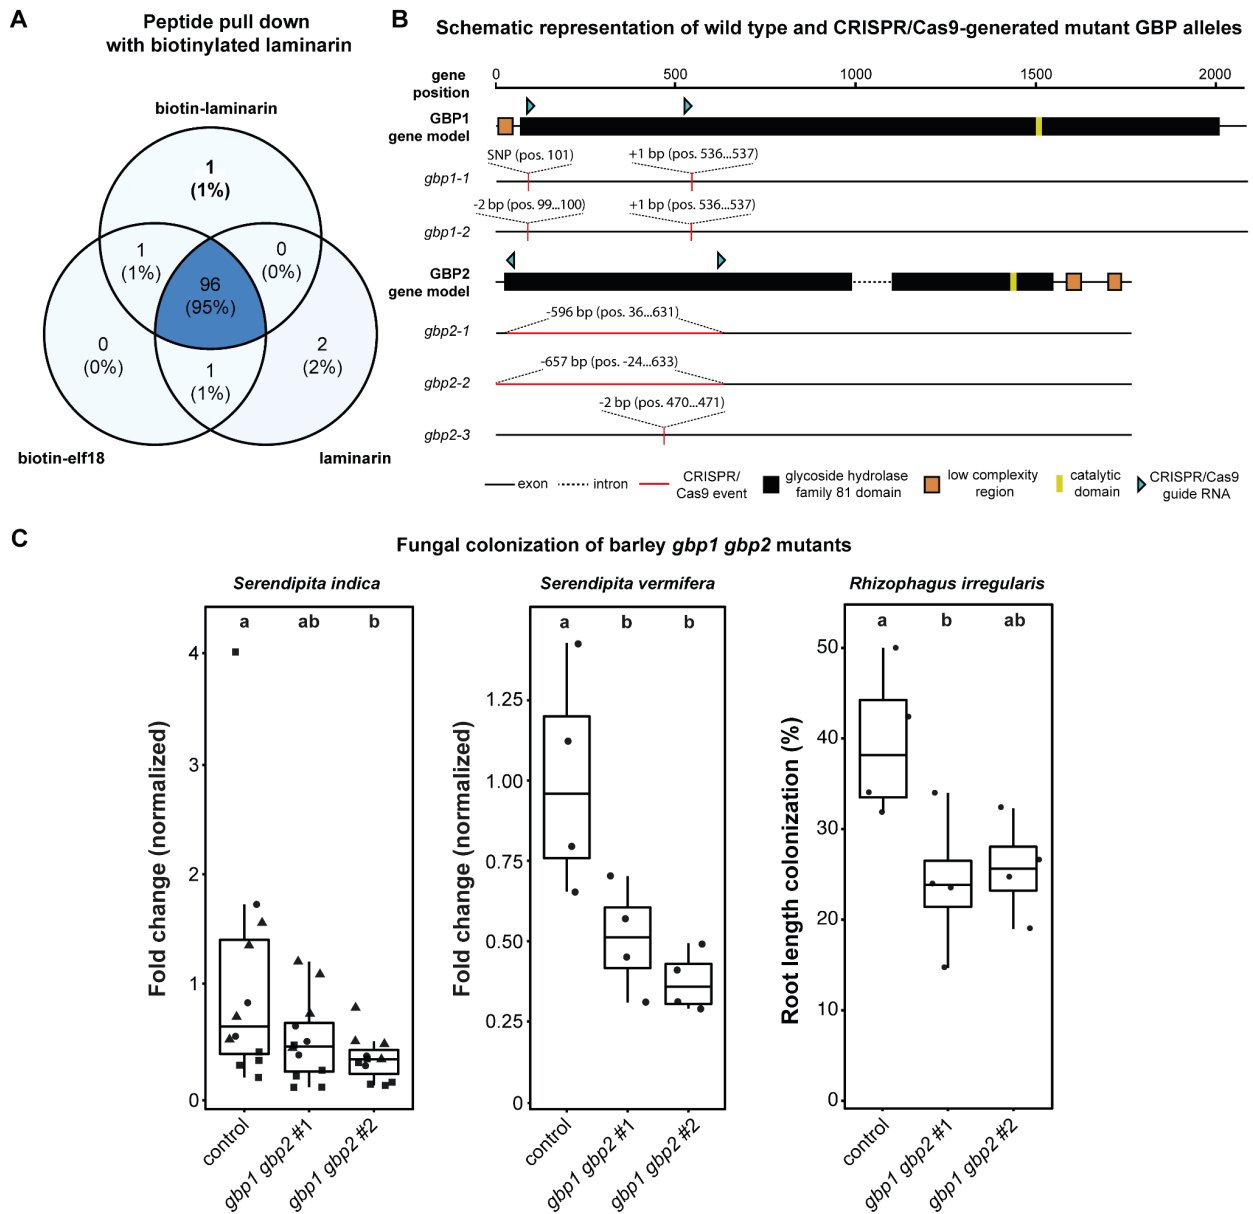 A
Peptide pull down
with biotinylated laminarin
biotin-laminarin
1
(1%)
1
(1%)
0
(0%)
96
(95%)
0
(0%)
1
(1%)
2
(2%)
biotin-elf18
laminarin
B
Schematic representation of wild type and CRISPR/Cas9-generated mutant GBP alleles
gene
position
0
500
1000
1500
2000
GBP1
gene model
SNP (pos. 101)
+1 bp (pos. 536...537)
gbp1-1
-2 bp (pos. 99...100)
+1 bp (pos. 536...537)
gbp1-2
GBP2
gene model
-596 bp (pos. 36...631)
gbp2-1
-657 bp (pos. -24...633)
gbp2-2
-2 bp (pos. 470...471)
gbp2-3
exon
intron
CRISPR/
Cas9 event
glycoside hydrolase
family 81 domain
low complexity
region
catalytic
domain
CRISPR/Cas9
guide RNA
C
Fungal colonization of barley gbp1 gbp2 mutants
Serendipita indica
a
ab
b
Fold change (normalized)
4
3
2
1
0
control
gbp1 gbp2 #1
gbp1 gbp2 #2
Serendipita vermifera
a
b
b
Fold change (normalized)
1.25
1.00
0.75
0.50
0.25
0
control
gbp1 gbp2 #1
gbp1 gbp2 #2
Rhizophagus irregularis
a
b
ab
Root length colonization (%)
50
40
30
20
10
0
control
gbp1 gbp2 #1
gbp1 gbp2 #2